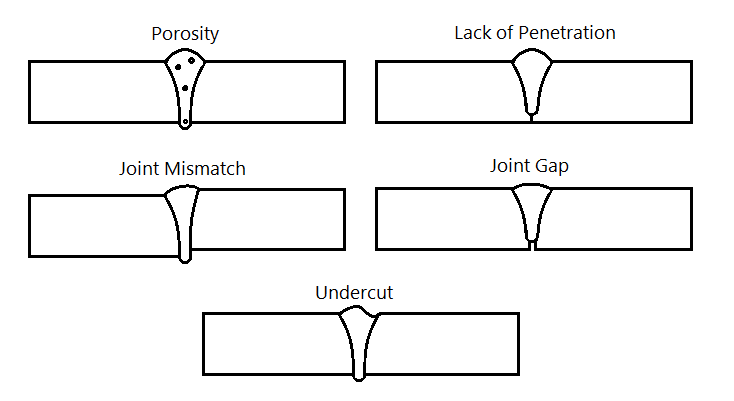 Porosity
Lack of Penetration
Joint Mismatch
Joint Gap
Undercut